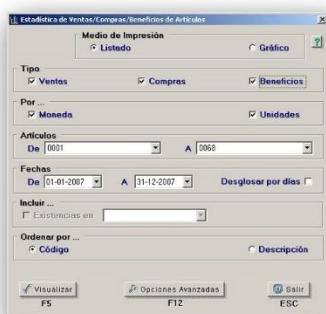 Estadística de Ventas/Compras/Beneficios de Artículos
Medio de Impresión
Listado Gráfico ?
Tipo
Ventas Compras Beneficios
Por ...
Moneda Unidades
Artículos
De 0001 A 0068
Fechas
De 01-01-2007 A 31-12-2007 Desglosar por días
Incluir ...
Existencias en
Ordenar por ...
Código Descripción
Visualizar Opciones Avanzadas Salir
F5 F12 ESC